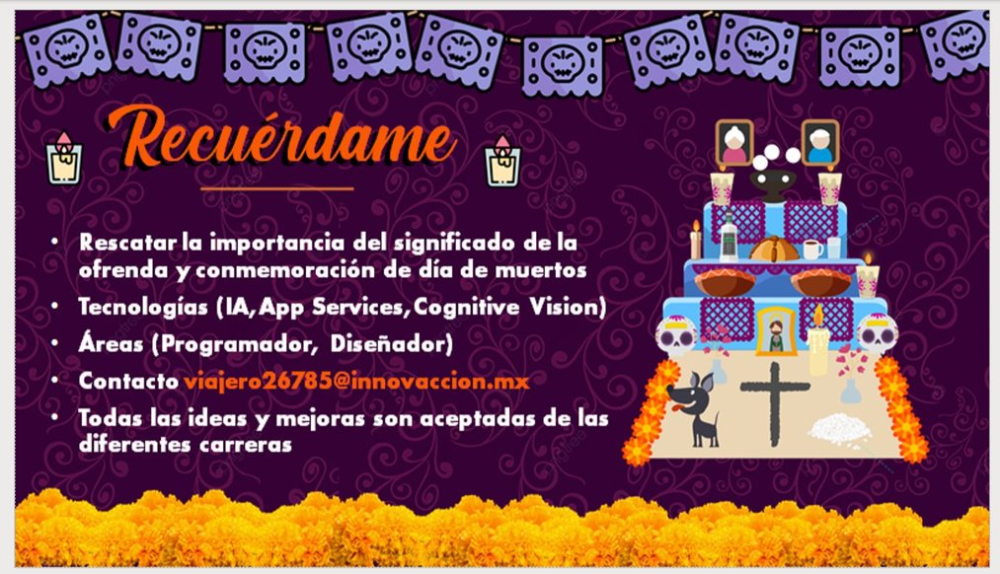 Recuérdame
• Rescatar la importancia del significado de la
ofrenda y conmemoración de día de muertos
• Tecnologías (IA, App Services, Cognitive Vision)
• Áreas (Programador, Diseñador)
• Contacto viajero26785@innovaccion.mx
• Todas las ideas y mejoras son aceptadas de las
diferentes carreras